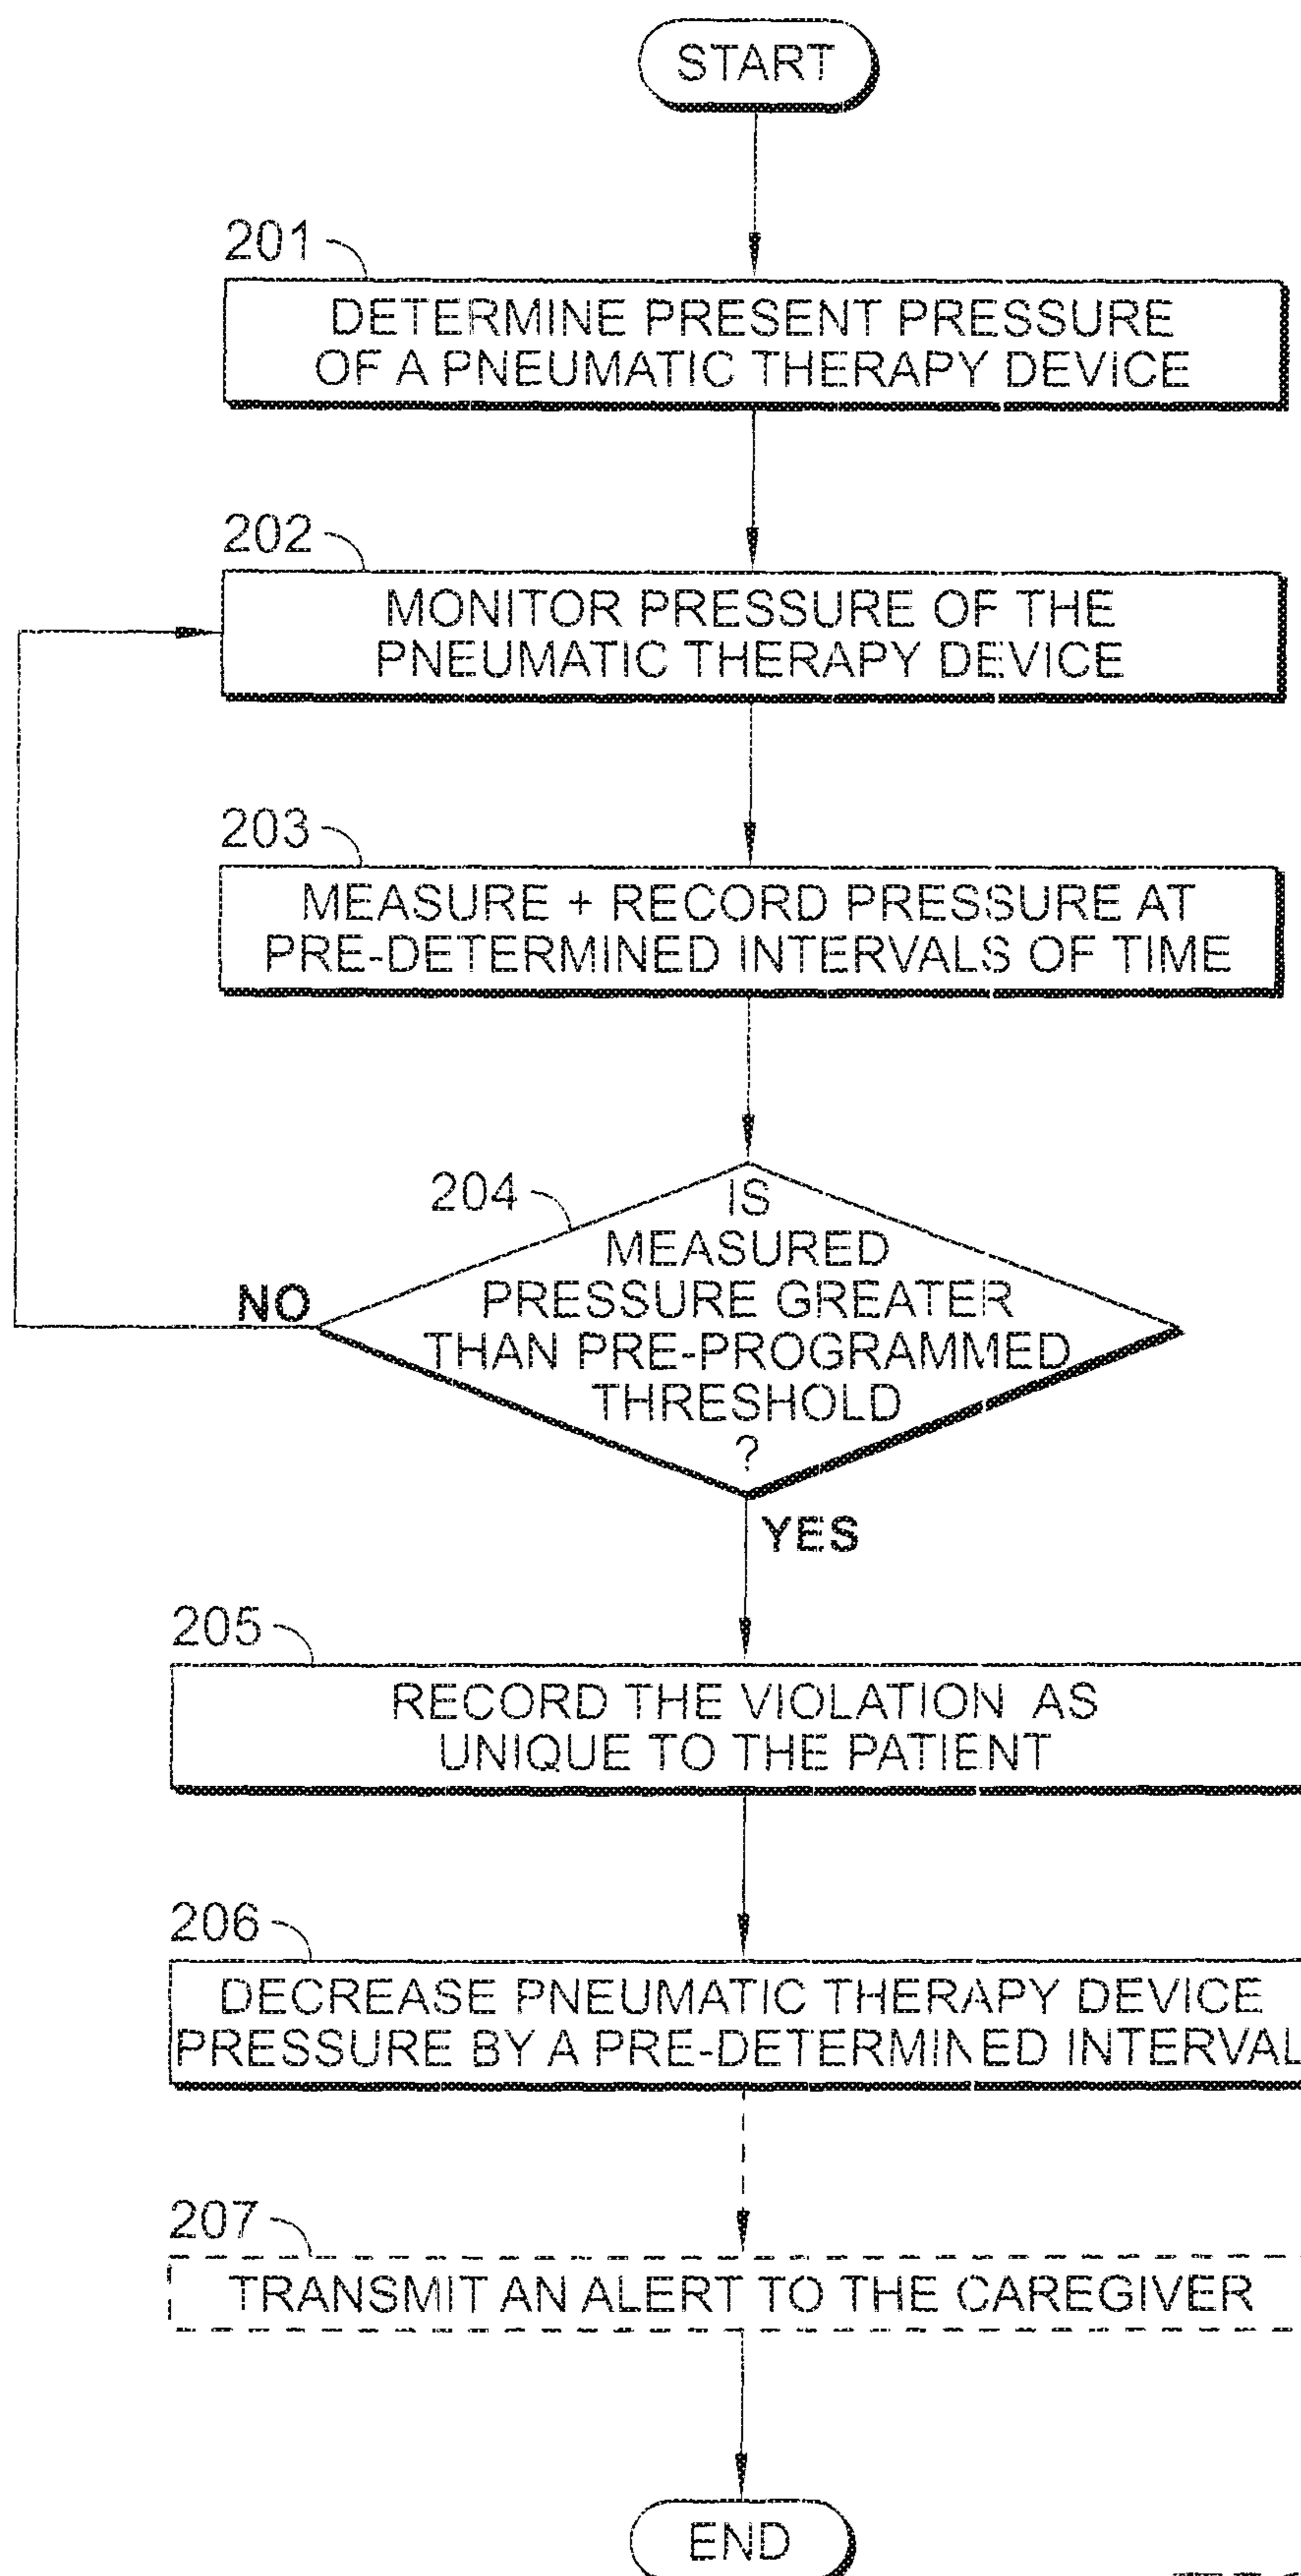 START
201
DETERMINE PRESENT PRESSURE
OF A PNEUMATIC THERAPY DEVICE
202
MONITOR PRESSURE OF THE
PNEUMATIC THERAPY DEVICE
203
MEASURE + RECORD PRESSURE AT
PRE-DETERMINED INTERVALS OF TIME
204
IS
MEASURED
PRESSURE GREATER
THAN PRE-PROGRAMMED
THRESHOLD
?
NO
YES
205
RECORD THE VIOLATION AS
UNIQUE TO THE PATIENT
206
DECREASE PNEUMATIC THERAPY DEVICE
PRESSURE BY A PRE-DETERMINED INTERVAL
207
TRANSMIT AN ALERT TO THE CAREGIVER
END